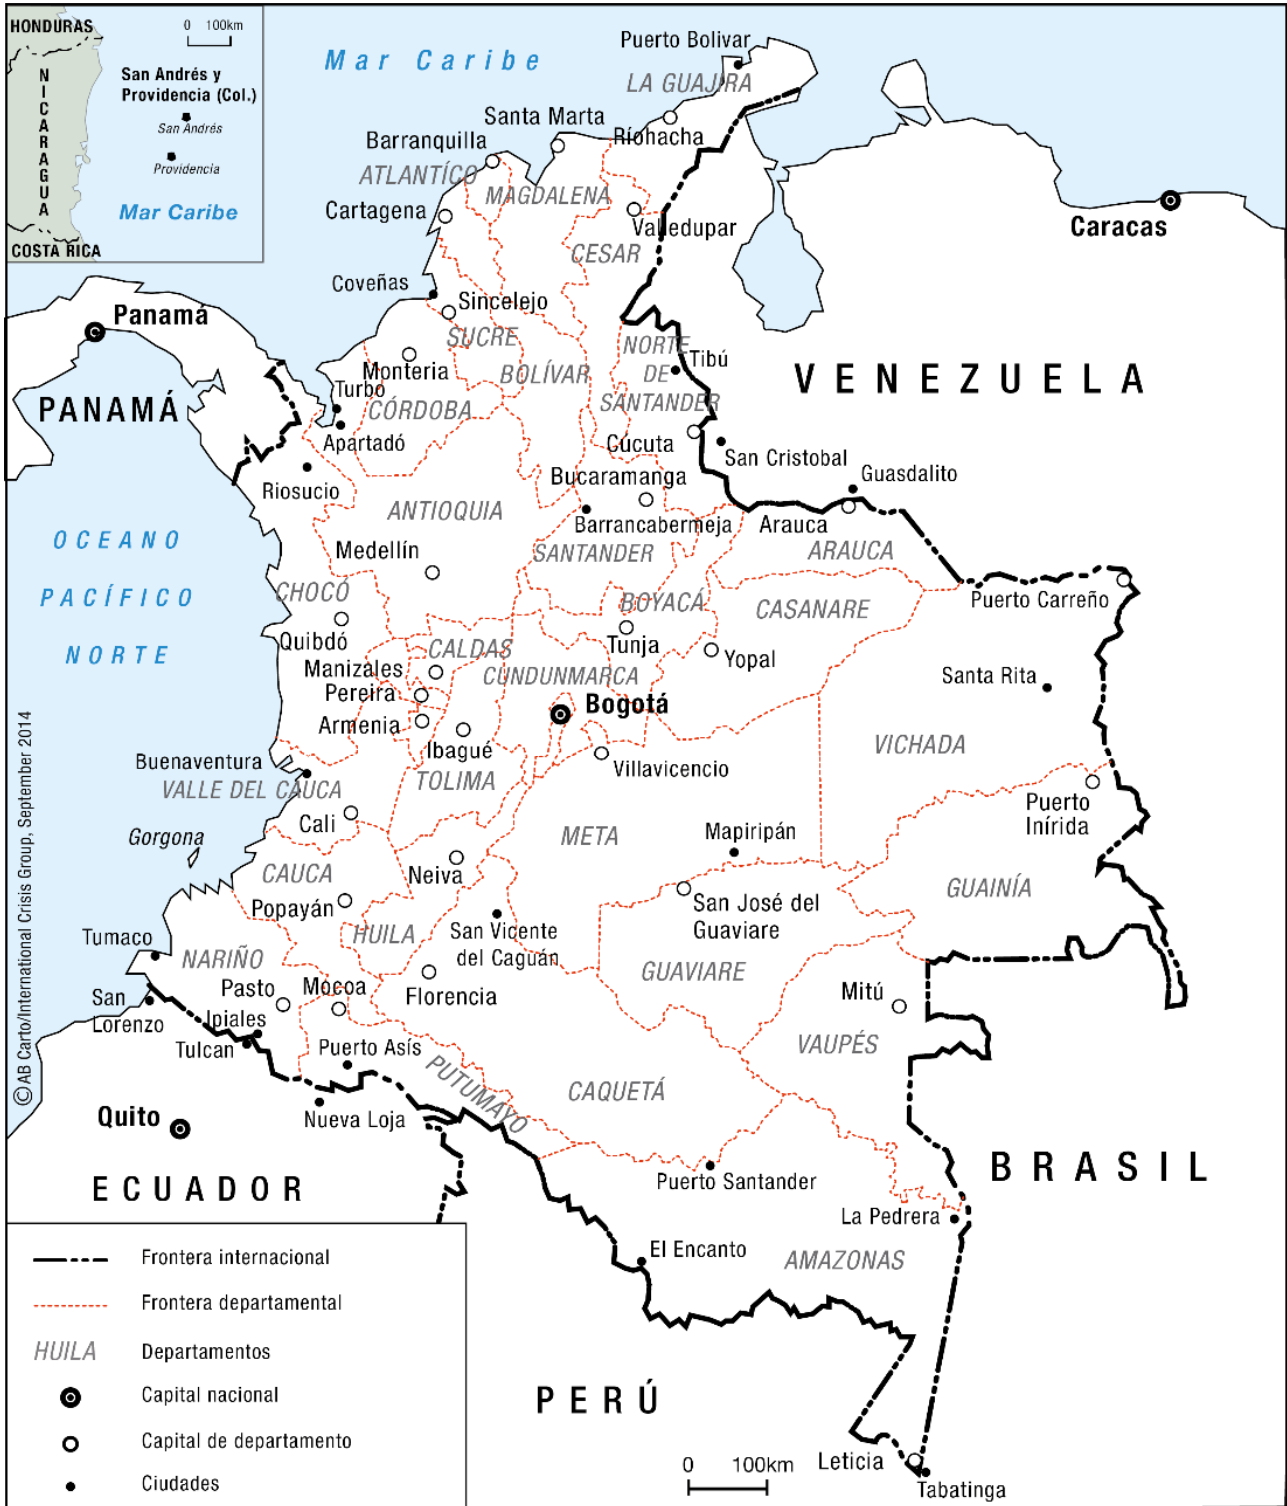 HONDURAS
0 100km
NICARAGUA
San Andrés y
Providencia (Col.)
San Andrés
Providencia
Mar Caribe
COSTA RICA
Mar Caribe
Puerto Bolivar
LA GUAJIRA
Santa Marta
Ríohacha
Barranquilla
ATLANTÍCO
MAGDALENA
Cartagena
Valledupar
Caracas
CESAR
Coveñas
Sincelejo
Panamá
SUCRE
NORTE
DE
SANTANDER
Tibú
Monteria
BOLÍVAR
VENEZUELA
Turbo
PANAMÁ
CÓRDOBA
Apartadó
Cúcuta
San Cristobal
Riosucio
Bucaramanga
Guasdalito
ANTIOQUIA
Barrancabermeja
Arauca
OCEANO
PACÍFICO
NORTE
Medellín
SANTANDER
ARAUCA
CHOCÓ
BOYACÁ
CASANARE
Puerto Carreño
Quibdó
Tunja
CALDAS
Yopal
Manizales
CUNDUNMARCA
Santa Rita
Pereira
Bogotá
Armenia
Ibagué
VICHADA
Buenaventura
Villavicencio
VALLE DEL CAUCA
TOLIMA
Puerto
Inírida
Cali
META
Mapiripán
Gorgona
CAUCA
Neiva
GUAINÍA
Popayán
San José del
Guaviare
San Vicente
del Caguán
HUILA
Tumaco
NARIÑO
GUAVIARE
Pasto
Mocoa
Florencia
Mitú
San
Lorenzo
Ipiales
Tulcan
Puerto Asís
VAUPÉS
PUTUMAYO
CAQUETÁ
Quito
Nueva Loja
BRASIL
ECUADOR
Puerto Santander
La Pedrera
El Encanto
AMAZONAS
PERÚ
Leticia
Tabatinga
0 100km
©AB Carto/International Crisis Group, September 2014
Frontera internacional
Frontera departamental
HUILA Departamentos
Capital nacional
Capital de departamento
Ciudades